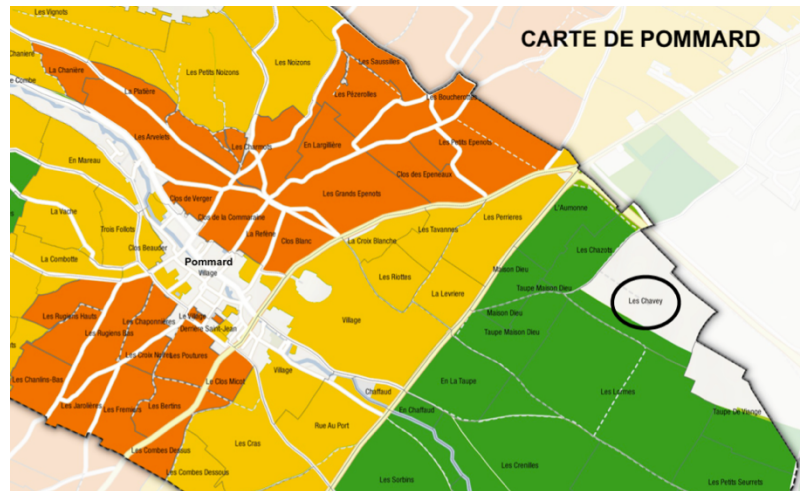 Les Vignots
CARTE DE POMMARD
Les Noizons
Les Saussilles
La Chanière
Les Petits Noizons
La Platière
Les Pézerolles
Les Boucherottes
Les Arvelets
Les Charmots
En Largillière
Les Petits Epenots
En Mareau
Clos des Epeneaux
Clos de Verger
Les Grands Epenots
L'Aumonne
La Vache
Clos de la Commaraine
Les Perrieres
Trois Follots
La Refène
Les Tavannes
Clos Beauder
Clos Blanc
La Croix Blanche
Les Chazots
La Combotte
Pommard
Village
Maison Dieu
Les Riottes
Taupe Maison Dieu
La Levriere
Les Chavey
Les Rugiens Hauts
Le Village
Maison Dieu
Les Chaponnières
Village
Derrière Saint-Jean
Les Rugiens Bas
Taupe Maison Dieu
Les Croix Noires
Les Poutures
Village
Les Chanlins-Bas
Le Clos Micot
En La Taupe
Chaffaud
Les Lormes
Les Jarolières
Les Fremiers
Les Bertins
En Chaffaud
Taupe De Vionge
Rue Au Port
Les Cras
Les Combes Dessus
Les Crenilles
Les Combes Dessous
Les Sorbins
Les Petits Seurrets